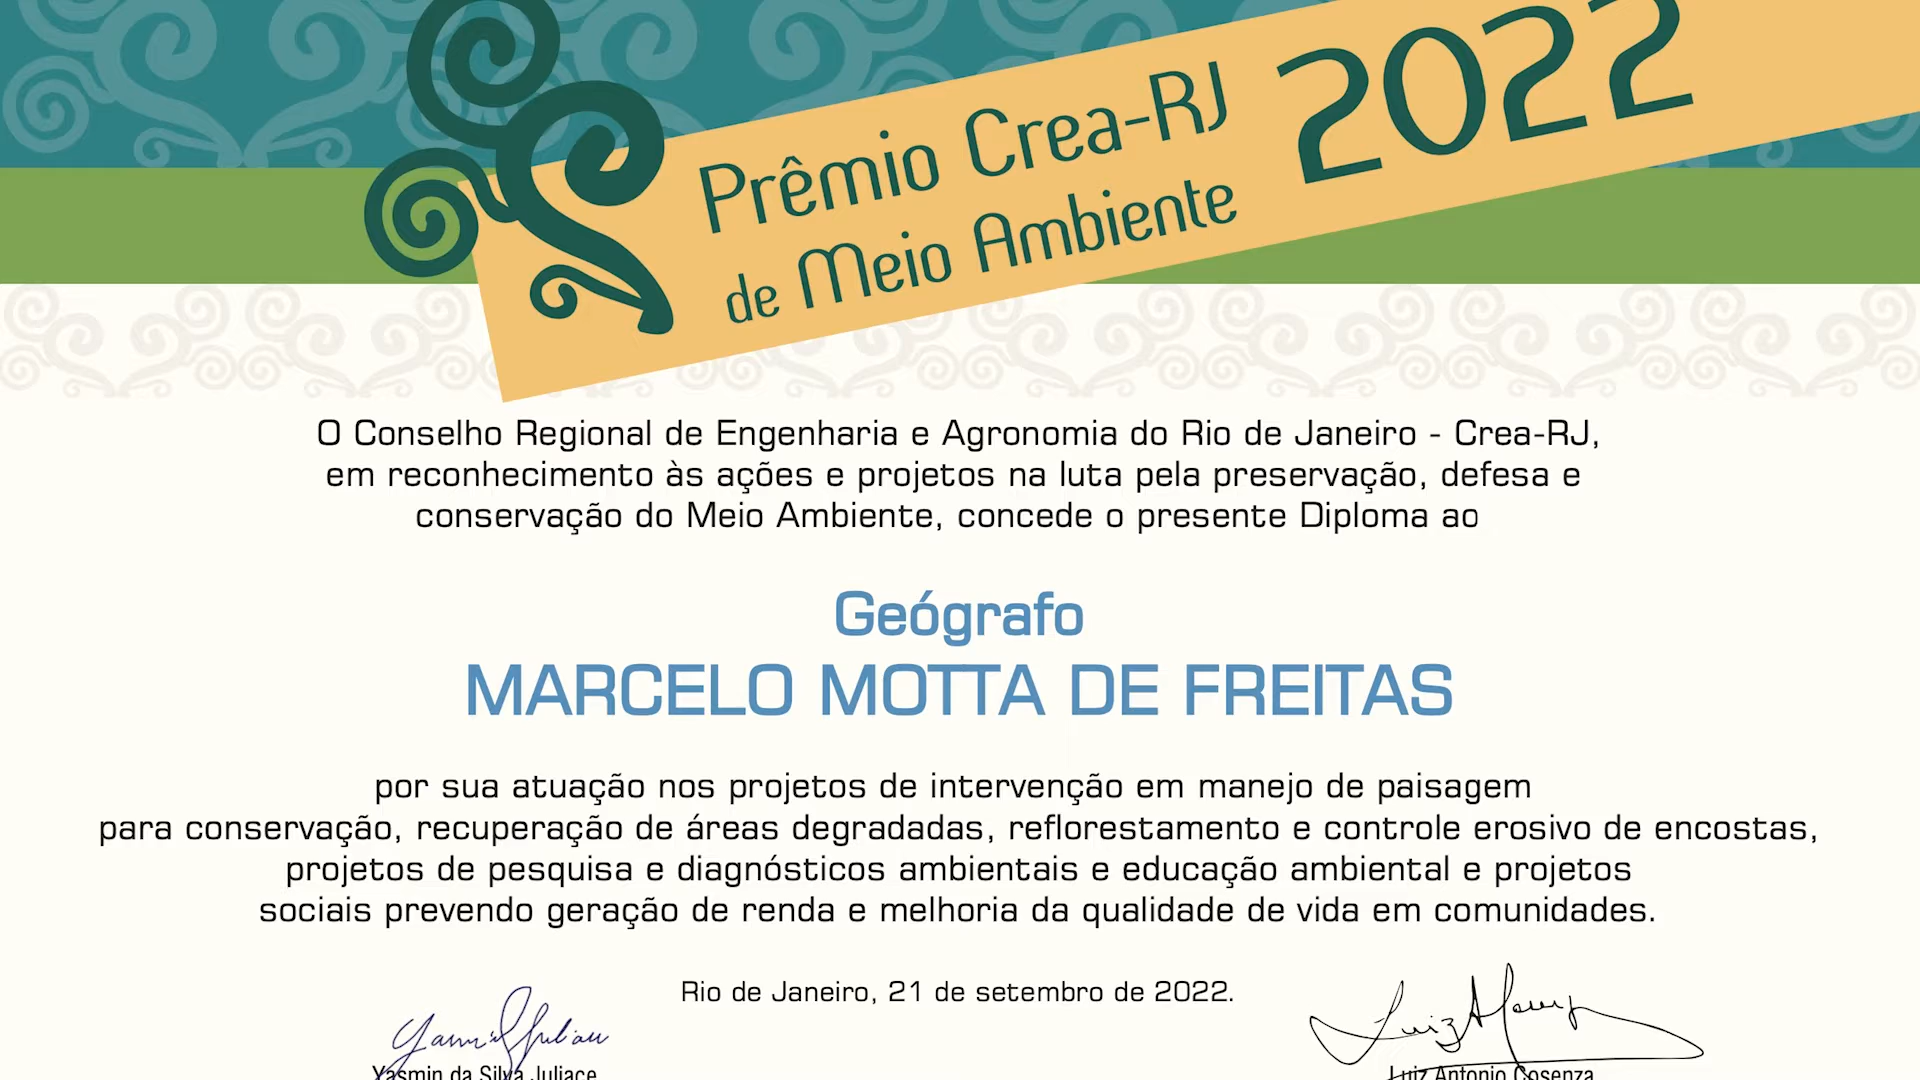 Prêmio Crea-RJ
de Meio Ambiente
2022
O Conselho Regional de Engenharia e Agronomia do Rio de Janeiro - Crea-RJ,
em reconhecimento às ações e projetos na luta pela preservação, defesa e
conservação do Meio Ambiente, concede o presente Diploma ao
Geógrafo
MARCELO MOTTA DE FREITAS
por sua atuação nos projetos de intervenção em manejo de paisagem
para conservação, recuperação de áreas degradadas, reflorestamento e controle erosivo de encostas,
projetos de pesquisa e diagnósticos ambientais e educação ambiental e projetos
sociais prevendo geração de renda e melhoria da qualidade de vida em comunidades.
Rio de Janeiro, 21 de setembro de 2022.
Yasmin da Silva Juliace
Luiz Antonio Cosenza